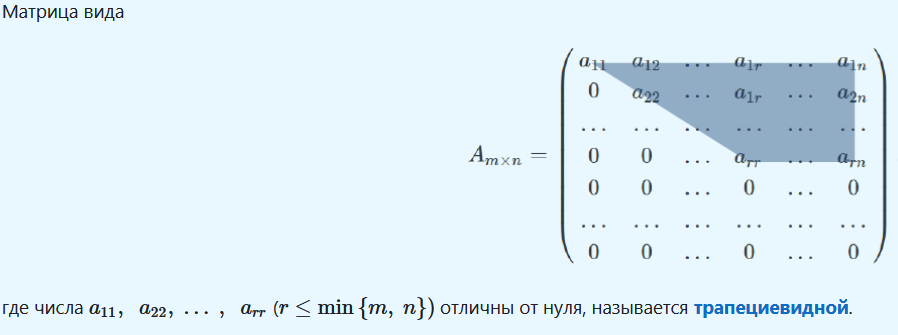 Матрица вида
a₁₁ a₁₂ … a₁ᵣ … a₁ₙ
0 a₂₂ … a₁ᵣ … a₂ₙ
… … … … … …
Aₘₓₙ = 0 0 … aᵣᵣ … aᵣₙ
0 0 … 0 … 0
… … … … … …
0 0 … 0 … 0
где числа a₁₁, a₂₂, … , aᵣᵣ (r ≤ min {m, n}) отличны от нуля, называется трапециевидной.